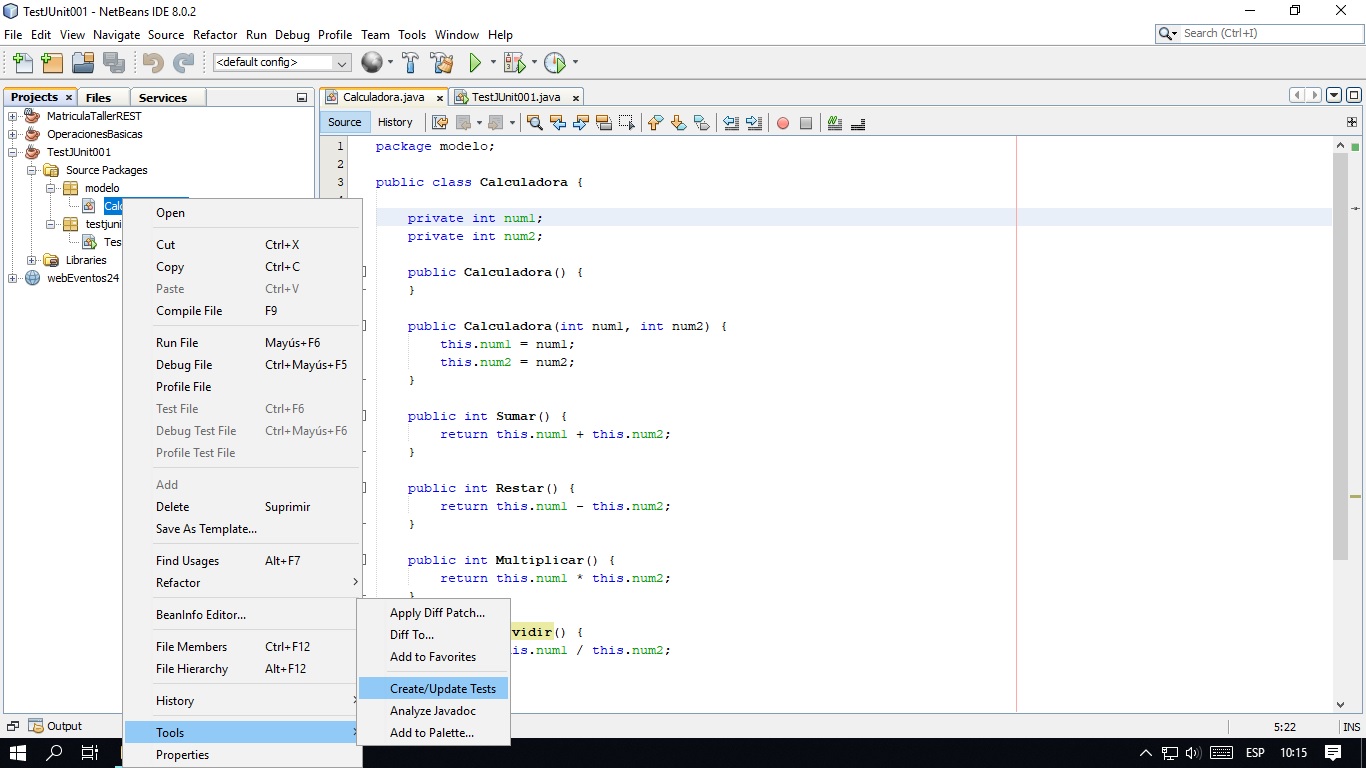 TestJUnit001 - NetBeans IDE 8.0.2
File Edit View Navigate Source Refactor Run Debug Profile Team Tools Window Help
Search (Ctrl+I)
<default config>
Projects x Files Services
Calculadora.java x TestJUnit001.java x
Source History
MatriculaTallerREST
OperacionesBasicas
TestJUnit001
Source Packages
modelo
Calc
testjuni
Tes
Libraries
webEventos24
Open
Cut Ctrl+X
Copy Ctrl+C
Paste Ctrl+V
Compile File F9
Run File Mayús+F6
Debug File Ctrl+Mayús+F5
Profile File
Test File Ctrl+F6
Debug Test File Ctrl+Mayús+F6
Profile Test File
Add
Delete Suprimir
Save As Template...
Find Usages Alt+F7
Refactor
BeanInfo Editor...
File Members Ctrl+F12
File Hierarchy Alt+F12
History
Tools
Properties
Apply Diff Patch...
Diff To...
Add to Favorites
Create/Update Tests
Analyze Javadoc
Add to Palette...
1 package modelo;
2
3 public class Calculadora {
private int num1;
private int num2;
public Calculadora() {
}
public Calculadora(int num1, int num2) {
this.num1 = num1;
this.num2 = num2;
}
public int Sumar() {
return this.num1 + this.num2;
}
public int Restar() {
return this.num1 - this.num2;
}
public int Multiplicar() {
return this.num1 * this.num2;
}
vidir() {
is.num1 / this.num2;
Output
5:22 INS
ESP 10:15